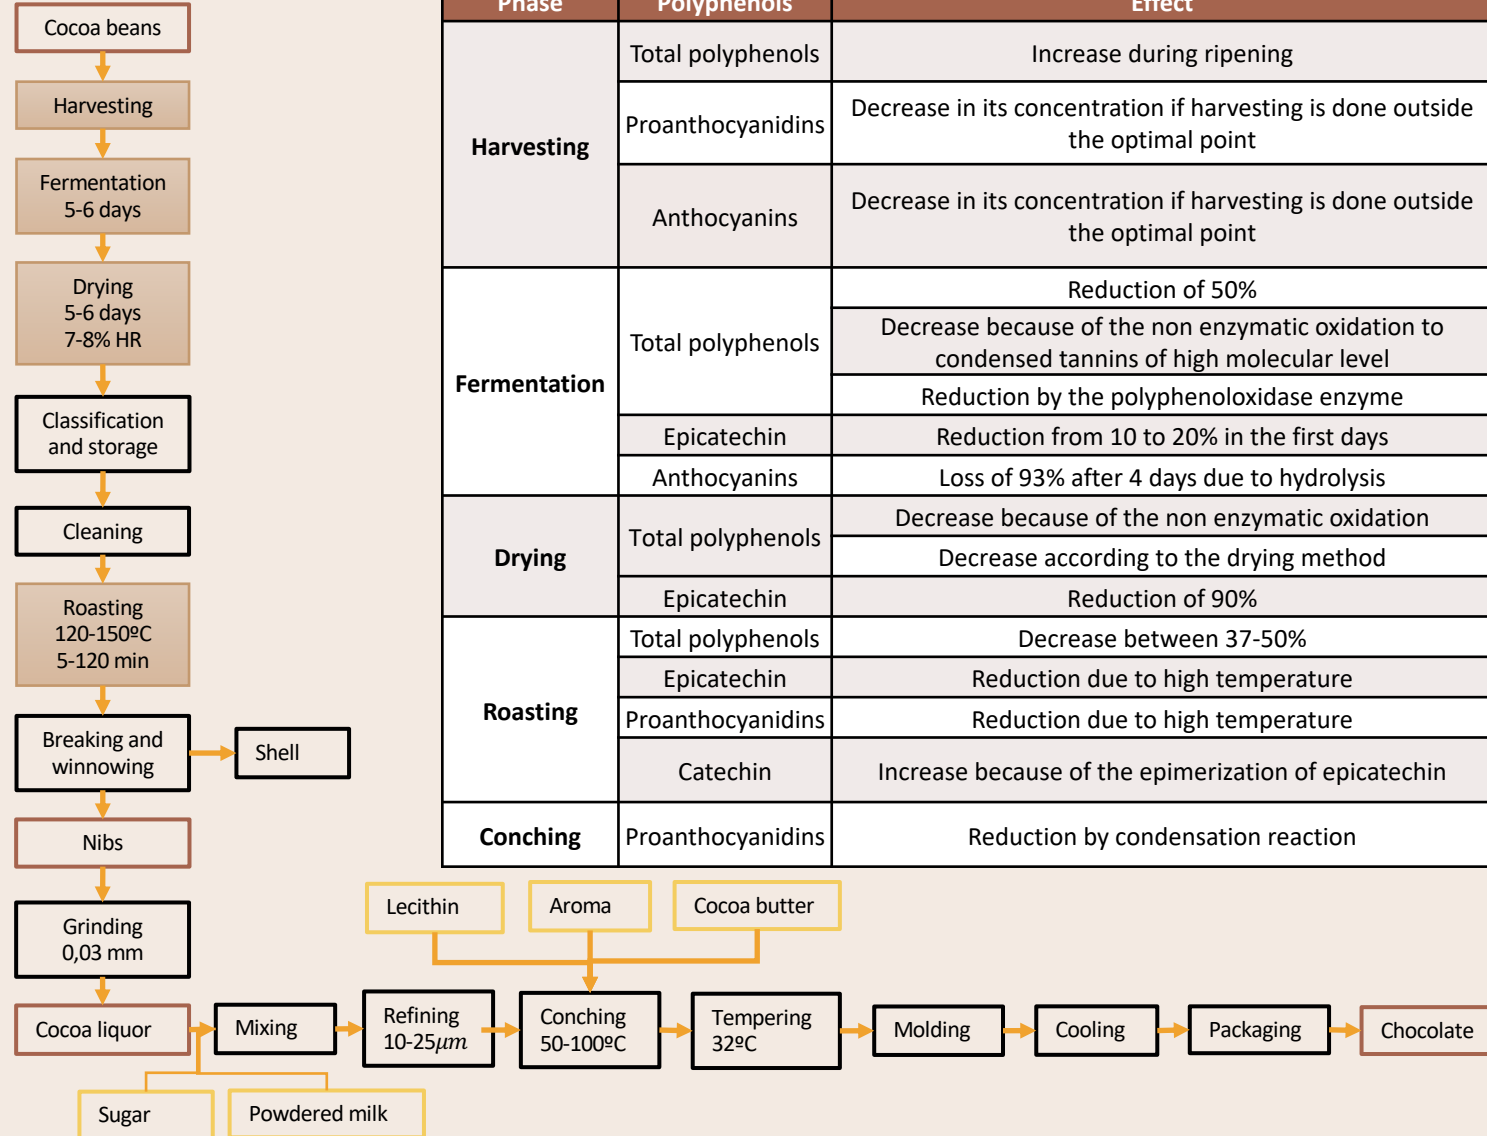 Cocoa beans
Harvesting
Fermentation
5-6 days
Drying
5-6 days
7-8% HR
Classification
and storage
Cleaning
Roasting
120-150ºC
5-120 min
Breaking and
winnowing
Shell
Nibs
Grinding
0,03 mm
Cocoa liquor
Phase
Polyphenols
Effect
Harvesting
Total polyphenols
Increase during ripening
Proanthocyanidins
Decrease in its concentration if harvesting is done outside
the optimal point
Anthocyanins
Decrease in its concentration if harvesting is done outside
the optimal point
Fermentation
Total polyphenols
Reduction of 50%
Decrease because of the non enzymatic oxidation to
condensed tannins of high molecular level
Reduction by the polyphenoloxidase enzyme
Epicatechin
Reduction from 10 to 20% in the first days
Anthocyanins
Loss of 93% after 4 days due to hydrolysis
Drying
Total polyphenols
Decrease because of the non enzymatic oxidation
Decrease according to the drying method
Epicatechin
Reduction of 90%
Roasting
Total polyphenols
Decrease between 37-50%
Epicatechin
Reduction due to high temperature
Proanthocyanidins
Reduction due to high temperature
Catechin
Increase because of the epimerization of epicatechin
Conching
Proanthocyanidins
Reduction by condensation reaction
Lecithin
Aroma
Cocoa butter
Mixing
Refining
10-25μm
Conching
50-100ºC
Tempering
32ºC
Molding
Cooling
Packaging
Chocolate
Sugar
Powdered milk